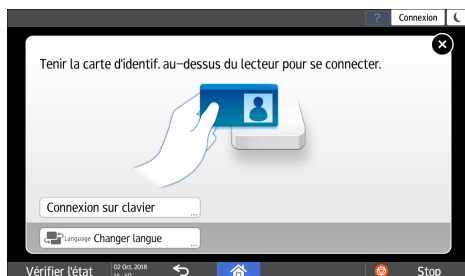 ?
Connexion
Tenir la carte d'identif. au-dessus du lecteur pour se connecter.
Connexion sur clavier
...
Language Changer langue
...
Vérifier l'état
02 Oct. 2018
Stop